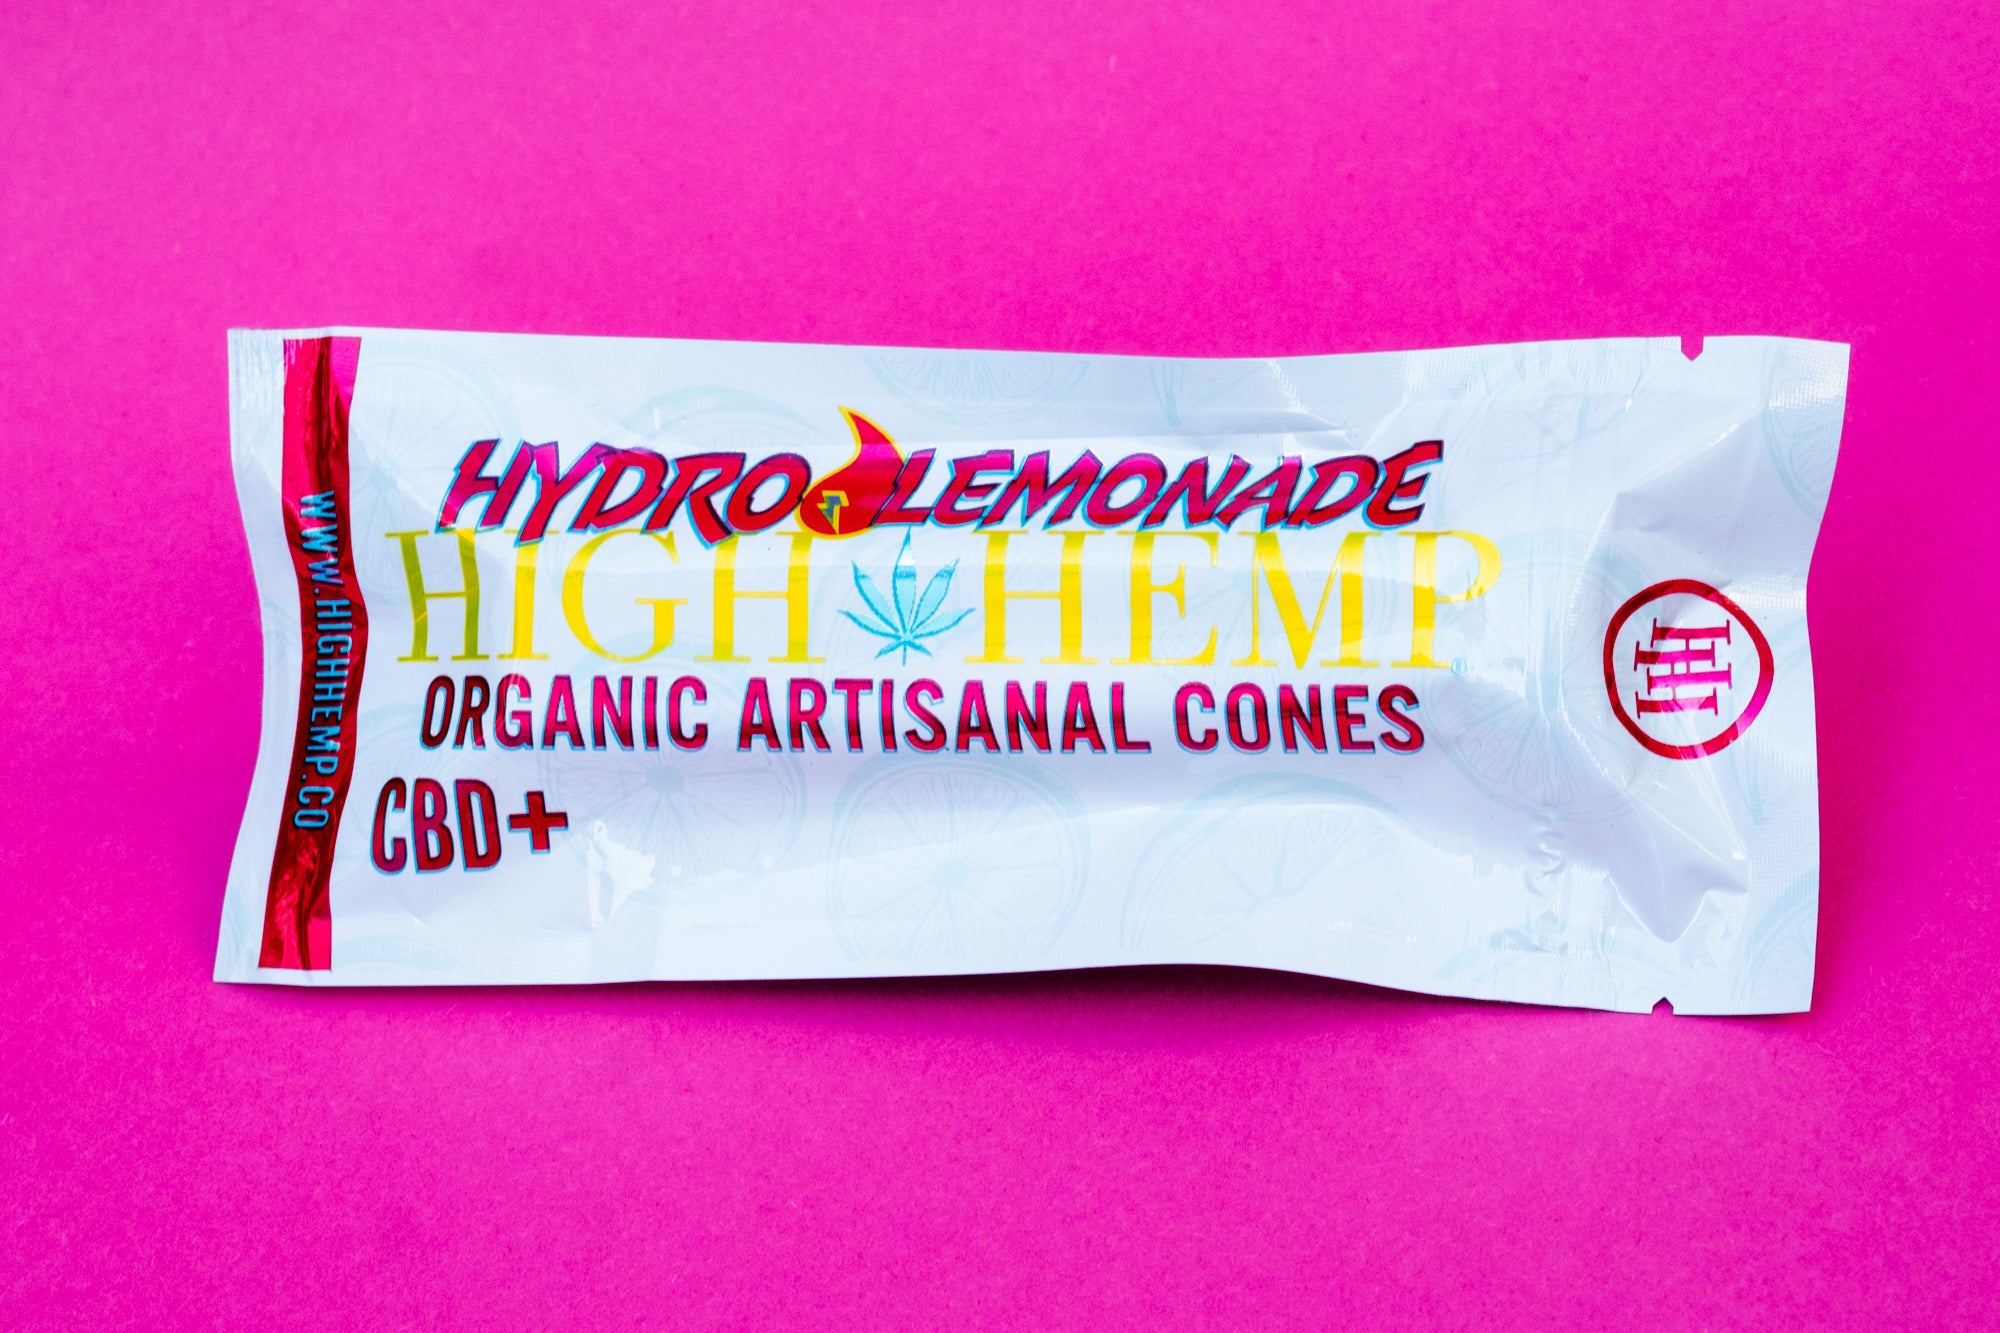 HYDRO LEMONADE
HIGH HEMP®
ORGANIC ARTISANAL CONES
CBD+
WWW.HIGHHEMP.CO
HH